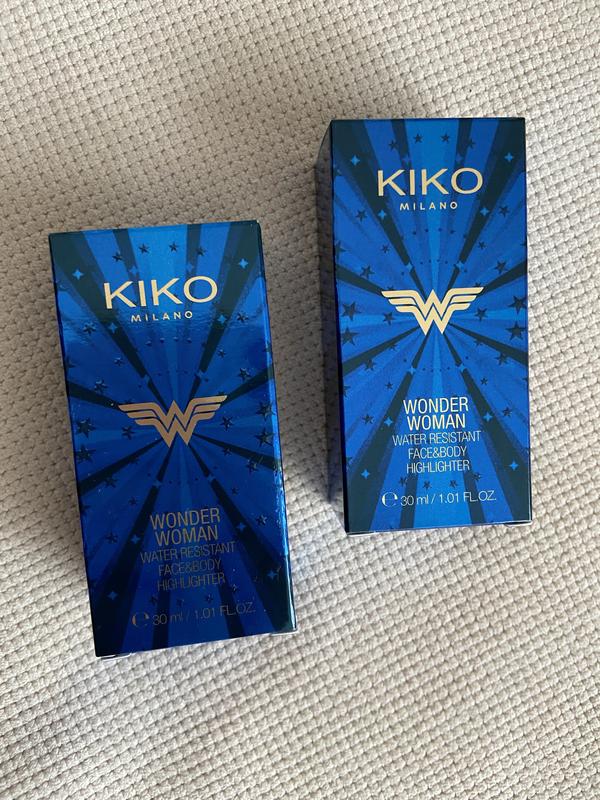 KIKO
MILANO
WONDER
WOMAN
WATER RESISTANT
FACE&BODY
HIGHLIGHTER
℮ 30 ml / 1.01 FL.OZ.
KIKO
MILANO
W
WONDER
WOMAN
WATER RESISTANT
FACE&BODY
HIGHLIGHTER
℮ 30 ml / 1.01 FL.OZ.